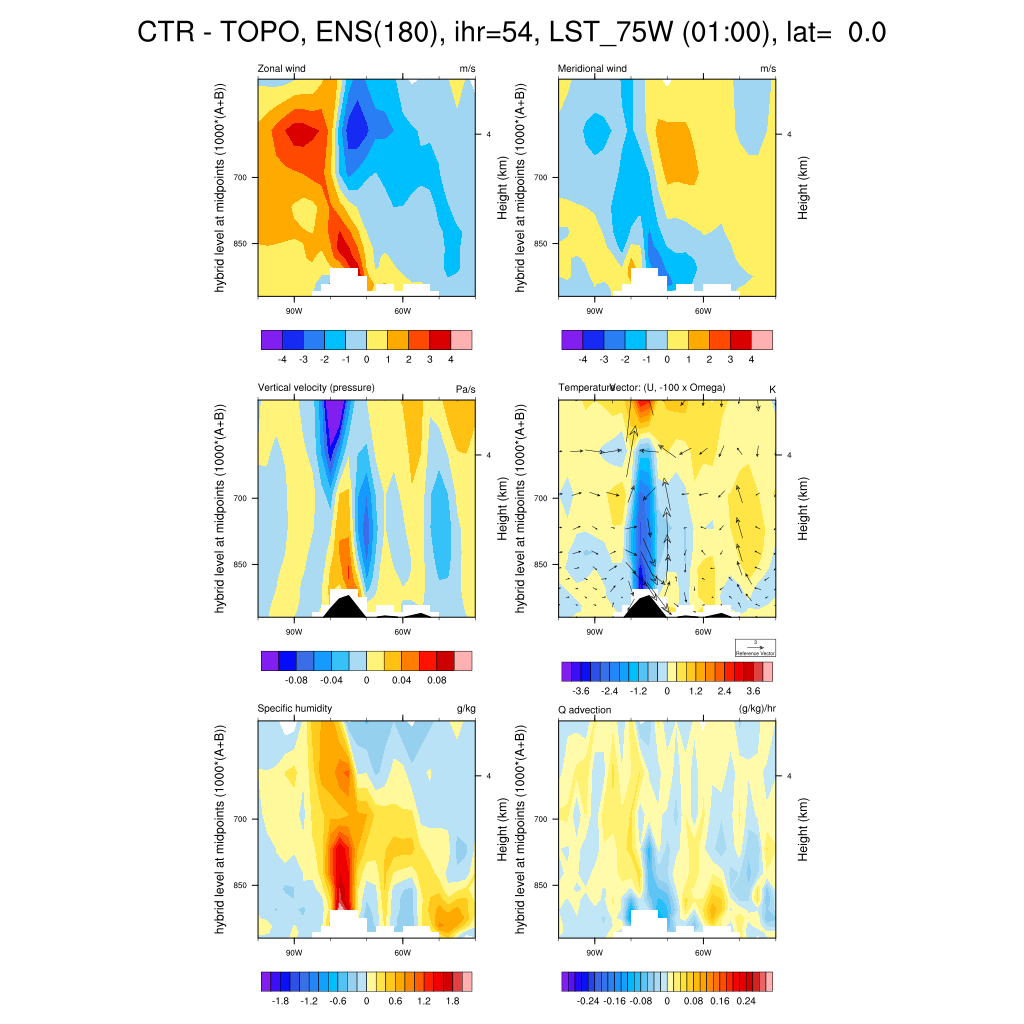 CTR - TOPO, ENS(180), ihr=54, LST_75W (01:00), lat=  0.0
Zonal wind m/s
hybrid level at midpoints (1000*(A+B))
700
850
4
Height (km)
90W 60W
-4 -3 -2 -1 0 1 2 3 4
Meridional wind m/s
hybrid level at midpoints (1000*(A+B))
700
850
4
Height (km)
90W 60W
-4 -3 -2 -1 0 1 2 3 4
Vertical velocity (pressure) Pa/s
hybrid level at midpoints (1000*(A+B))
700
850
4
Height (km)
90W 60W
-0.08 -0.04 0 0.04 0.08
Temperature Vector: (U, -100 x Omega) K
hybrid level at midpoints (1000*(A+B))
700
850
4
Height (km)
90W 60W
3
Reference Vector
-3.6 -2.4 -1.2 0 1.2 2.4 3.6
Specific humidity g/kg
hybrid level at midpoints (1000*(A+B))
700
850
4
Height (km)
90W 60W
-1.8 -1.2 -0.6 0 0.6 1.2 1.8
Q advection (g/kg)/hr
hybrid level at midpoints (1000*(A+B))
700
850
4
Height (km)
90W 60W
-0.24 -0.16 -0.08 0 0.08 0.16 0.24